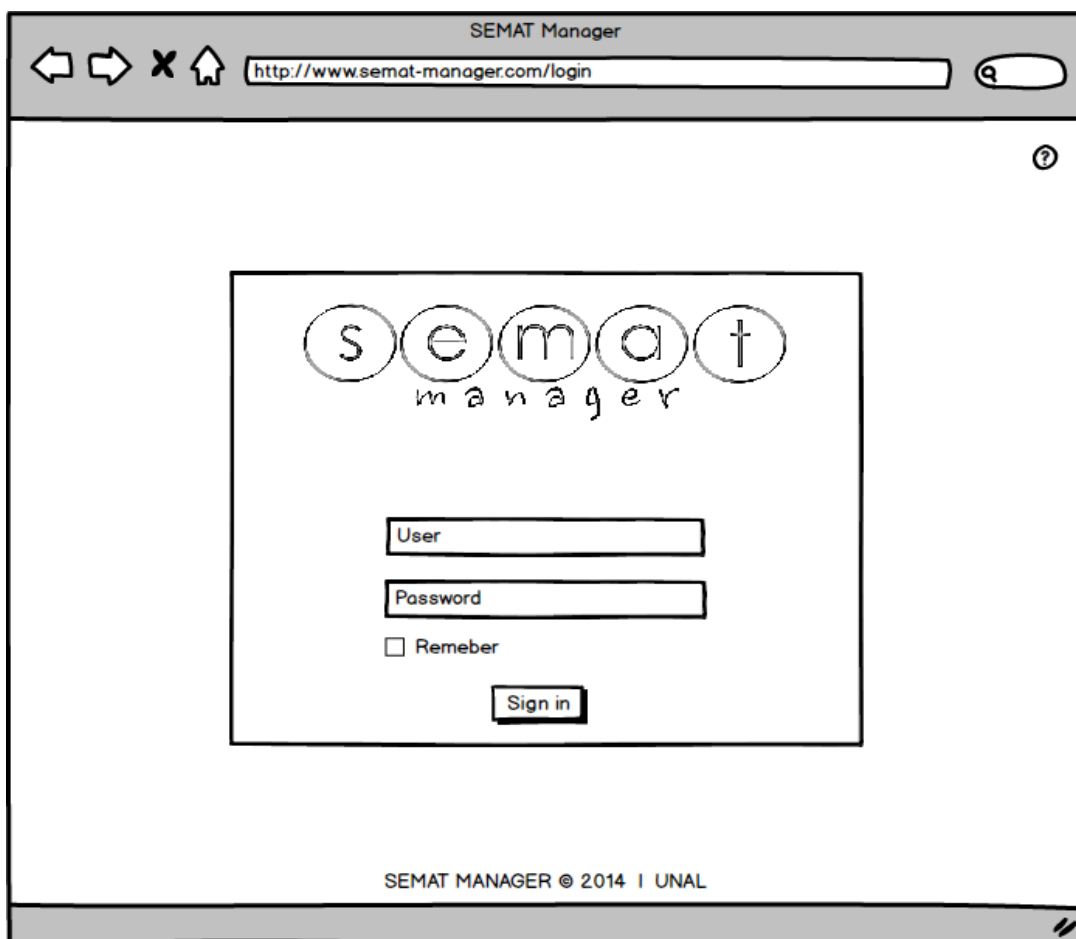 SEMAT Manager
http://www.semat-manager.com/login
?
semat
manager
User
Password
Remeber
Sign in
SEMAT MANAGER © 2014 | UNAL